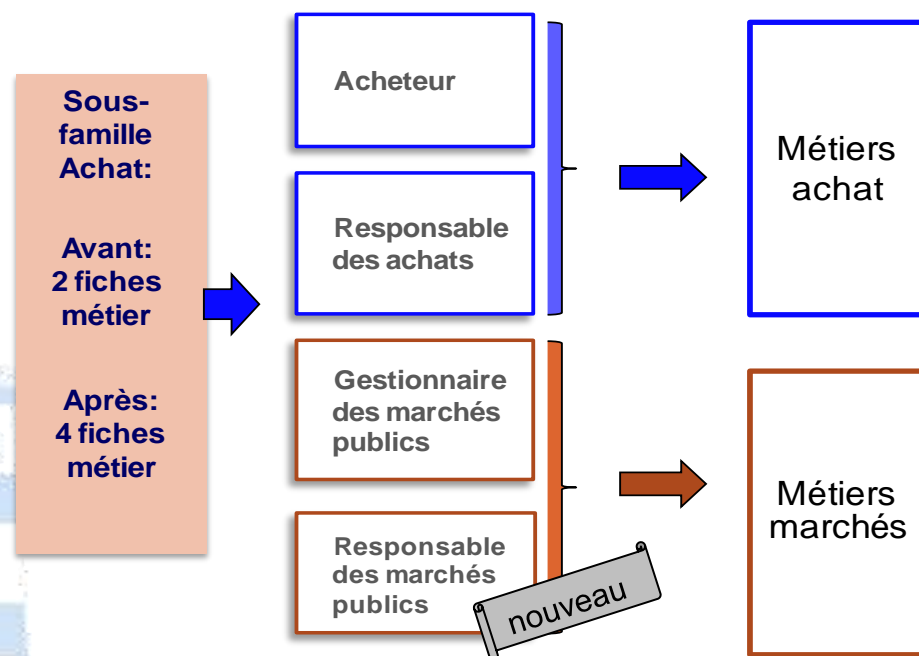 Sous-
famille
Achat:
Avant:
2 fiches
métier
Après:
4 fiches
métier
Acheteur
Responsable
des achats
Gestionnaire
des marchés
publics
Responsable
des marchés
publics
nouveau
Métiers
achat
Métiers
marchés